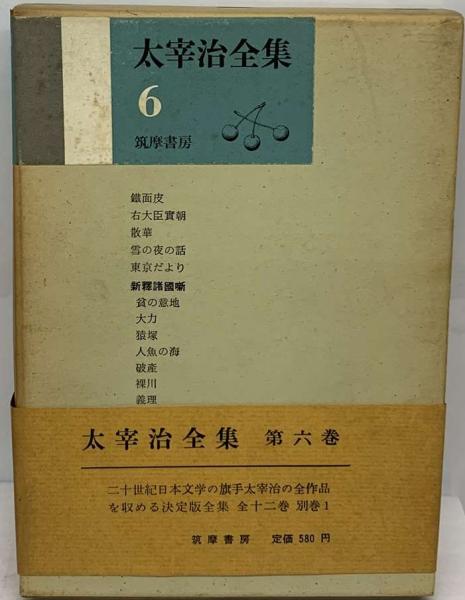 太宰治全集
6
筑摩書房
鐵面皮
右大臣實朝
散華
雪の夜の話
東京だより
新釋諸國噺
貧の意地
大力
猿塚
人魚の海
破產
裸川
義理
太宰治全集 第六巻
二十世紀日本文学の旗手太宰治の全作品
を収める決定版全集 全十二巻 別巻1
筑摩書房 定価 580 円